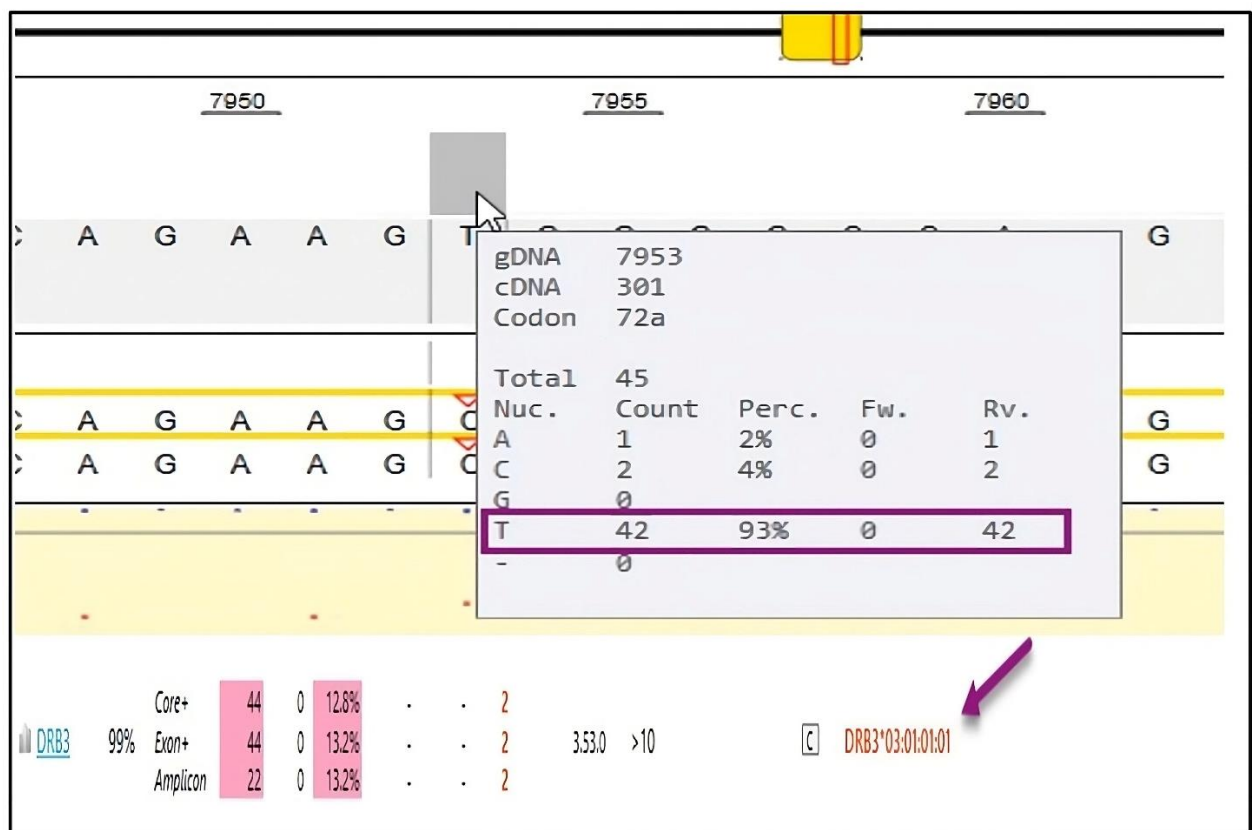 7950 7955 7960
A G A A G T G
gDNA 7953
cDNA 301
Codon 72a
Total 45
Nuc. Count Perc. Fw. Rv.
A 1 2% 0 1
C 2 4% 0 2
G 0
T 42 93% 0 42
- 0
A G A A G C G
A G A A G C G
Core+ 44 0 12.8% . . 2
DRB3 99% Exon+ 44 0 13.2% . . 2 3.53.0 >10 C DRB3*03:01:01:01
Amplicon 22 0 13.2% . . 2